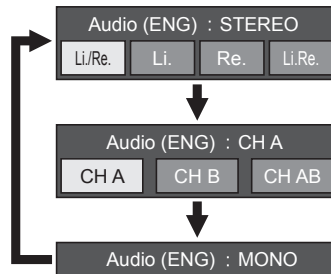 Audio (ENG) : STEREO
Li./Re. Li. Re. Li.Re.
Audio (ENG) : CH A
CH A CH B CH AB
Audio (ENG) : MONO